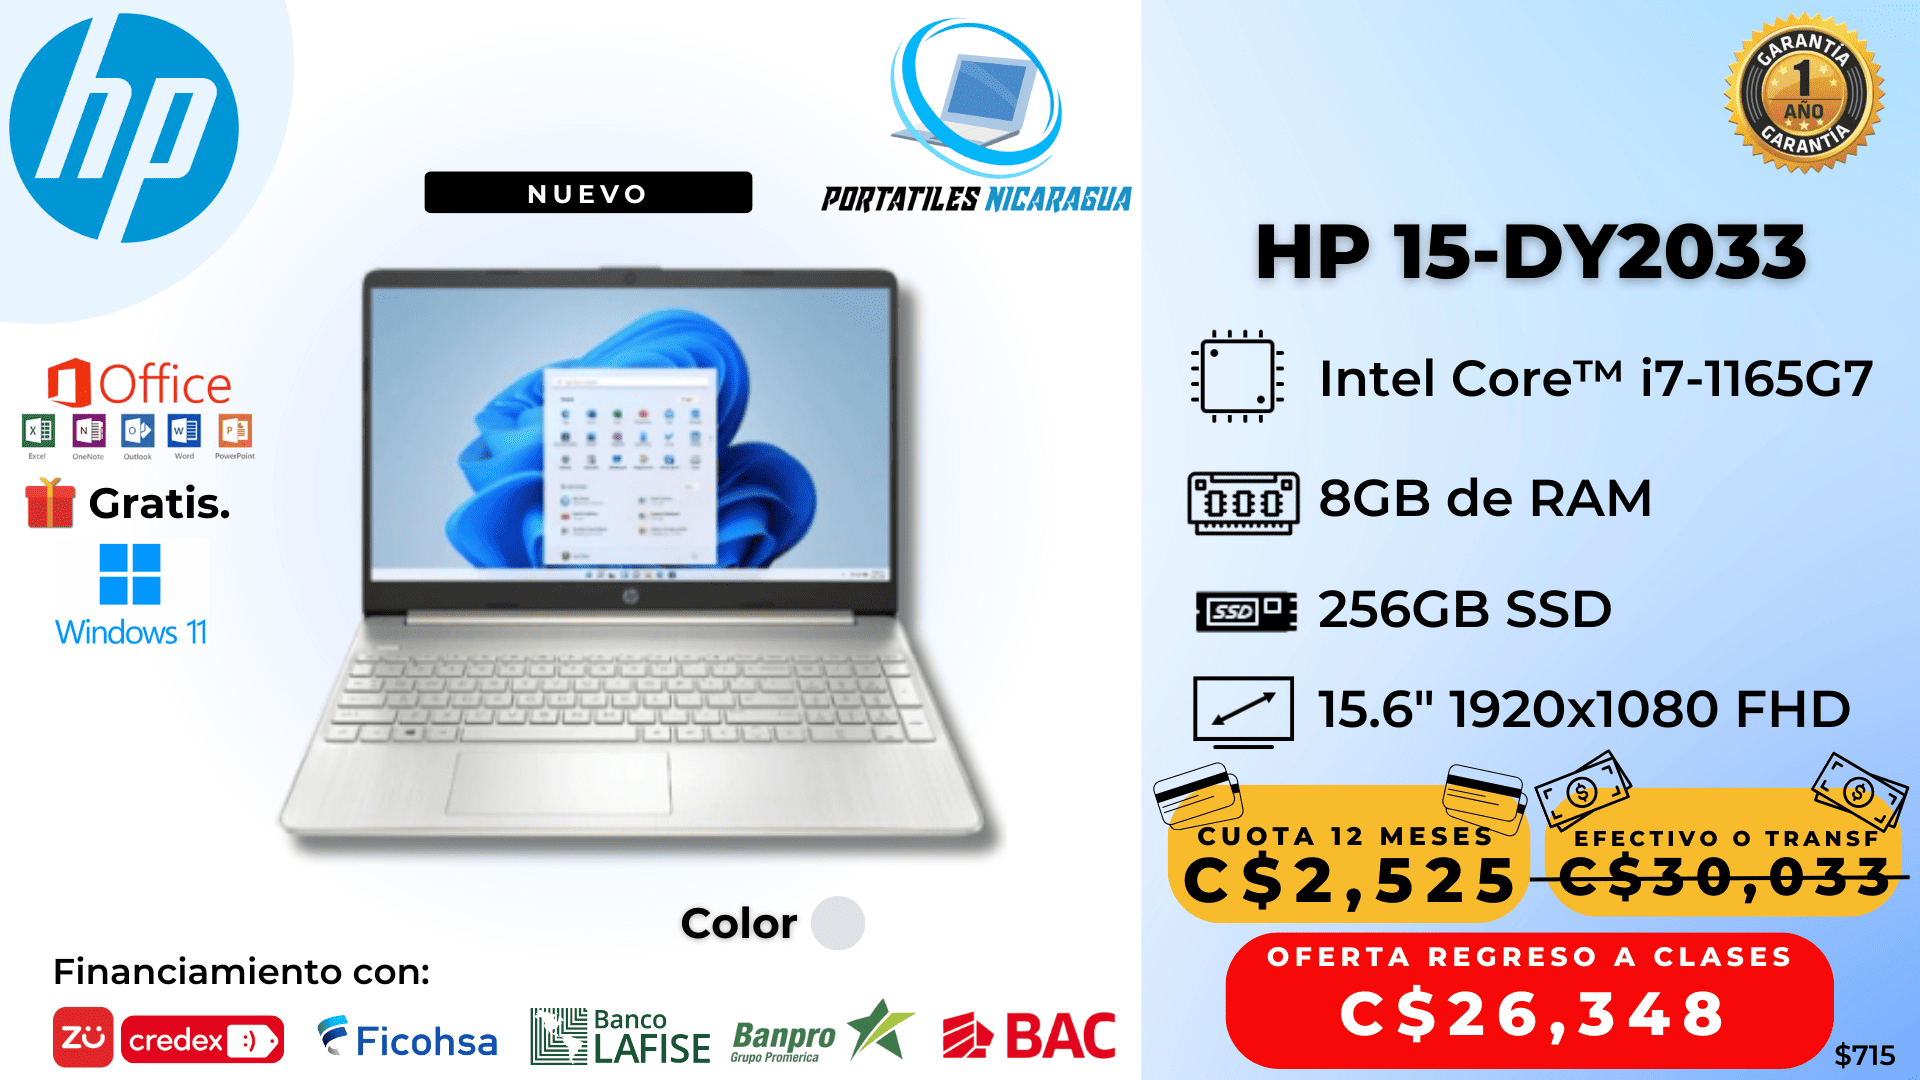 hp
NUEVO
PORTATILES NICARAGUA
GARANTÍA
1
AÑO
GARANTÍA
HP 15-DY2033
Office
Excel
OneNote
Outlook
Word
PowerPoint
Gratis.
Windows 11
Intel Core™ i7-1165G7
8GB de RAM
SSD
256GB SSD
15.6" 1920x1080 FHD
CUOTA 12 MESES
C$2,525
EFECTIVO O TRANSF
C$30,033
OFERTA REGRESO A CLASES
C$26,348
$715
Color
Financiamiento con:
zu
credex
Ficohsa
Banco
LAFISE
Banpro
Grupo Promerica
BAC